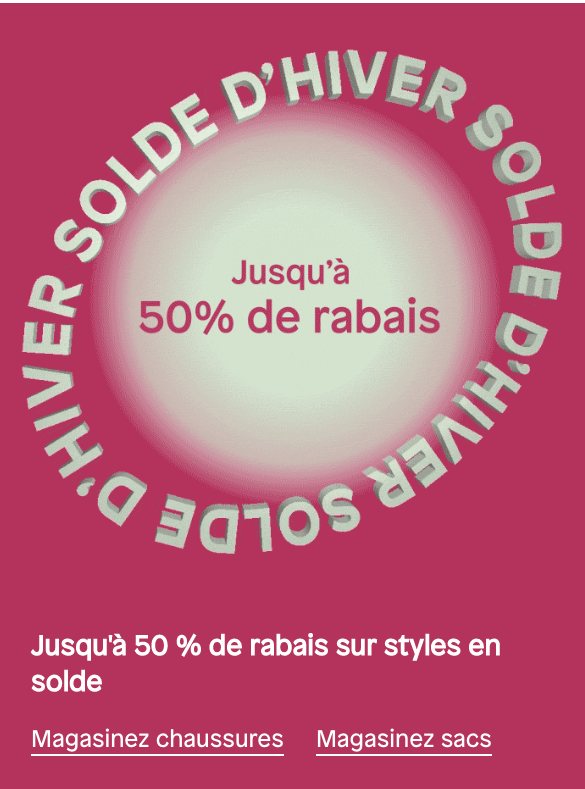 SOLDE D'HIVER SOLDE D'HIVER SOLDE D'HIVER
Jusqu'à
50% de rabais
Jusqu'à 50 % de rabais sur styles en
solde
Magasinez chaussures Magasinez sacs